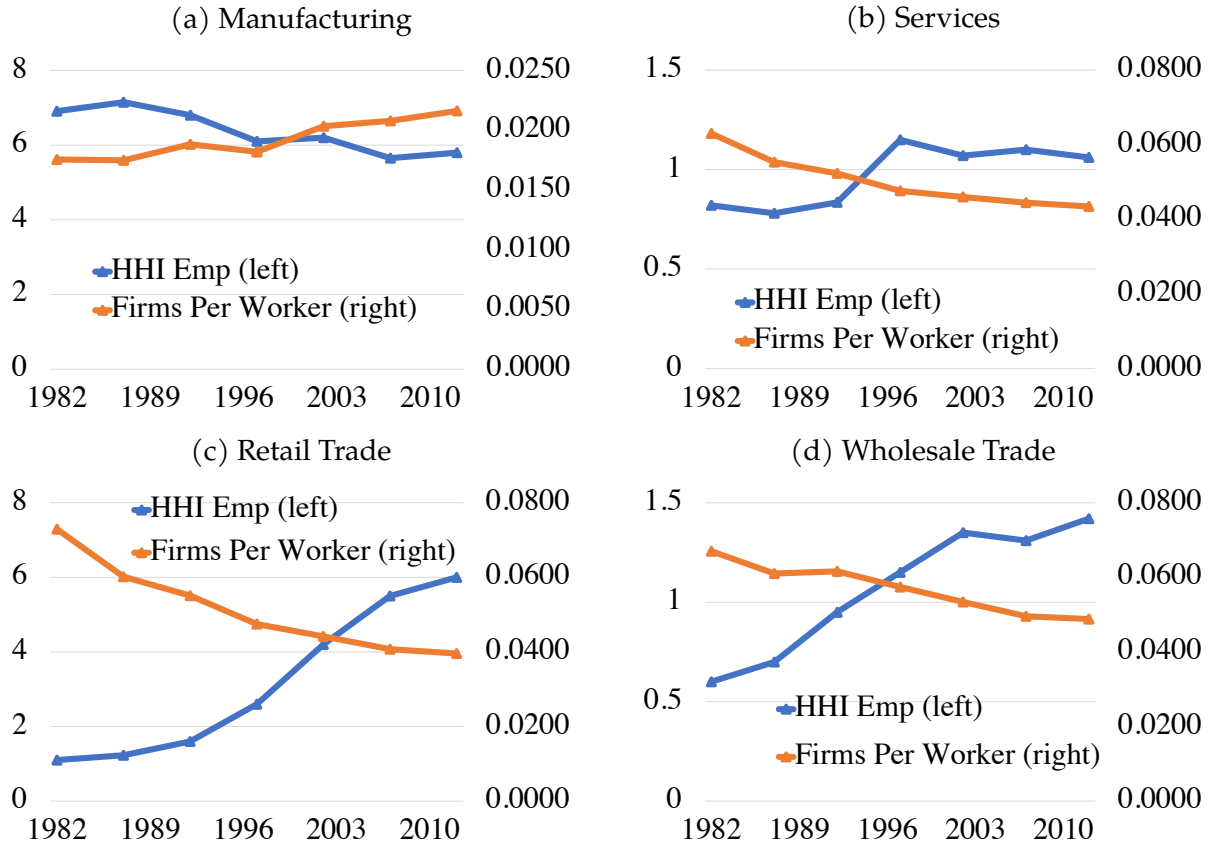 (a) Manufacturing
8
6
4
2
0
0.0250
0.0200
0.0150
0.0100
0.0050
0.0000
HHI Emp (left)
Firms Per Worker (right)
1982 1989 1996 2003 2010
(b) Services
1.5
1
0.5
0
0.0800
0.0600
0.0400
0.0200
0.0000
HHI Emp (left)
Firms Per Worker (right)
1982 1989 1996 2003 2010
(c) Retail Trade
8
6
4
2
0
0.0800
0.0600
0.0400
0.0200
0.0000
HHI Emp (left)
Firms Per Worker (right)
1982 1989 1996 2003 2010
(d) Wholesale Trade
1.5
1
0.5
0
0.0800
0.0600
0.0400
0.0200
0.0000
HHI Emp (left)
Firms Per Worker (right)
1982 1989 1996 2003 2010